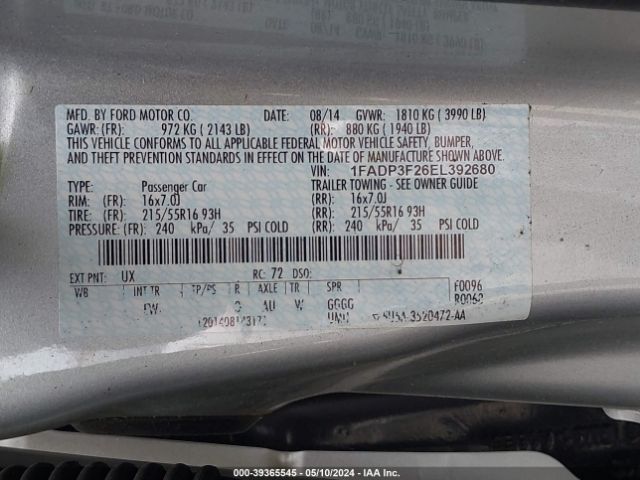 MFD. BY FORD MOTOR CO. DATE: 08/14 GVWR: 1810 KG ( 3990 LB)
GAWR: (FR): 972 KG ( 2143 LB) (RR): 880 KG ( 1940 LB)
THIS VEHICLE CONFORMS TO ALL APPLICABLE FEDERAL MOTOR VEHICLE SAFETY, BUMPER,
AND THEFT PREVENTION STANDARDS IN EFFECT ON THE DATE OF MANUFACTURE SHOWN ABOVE.
VIN: 1FADP3F26EL392680
TYPE: Passenger Car TRAILER TOWING - SEE OWNER GUIDE
RIM: (FR): 16x7.0J (RR): 16x7.0J
TIRE: (FR): 215/55R16 93H (RR): 215/55R16 93H
PRESSURE: (FR): 240 kPa/ 35 PSI COLD (RR): 240 kPa/ 35 PSI COLD
EXT PNT: UX RC: 72 DSO: F0096
WB INT TR TP/PS R AXLE TR SPR
GGGG
000-39365545 - 05/10/2024 - IAA Inc.